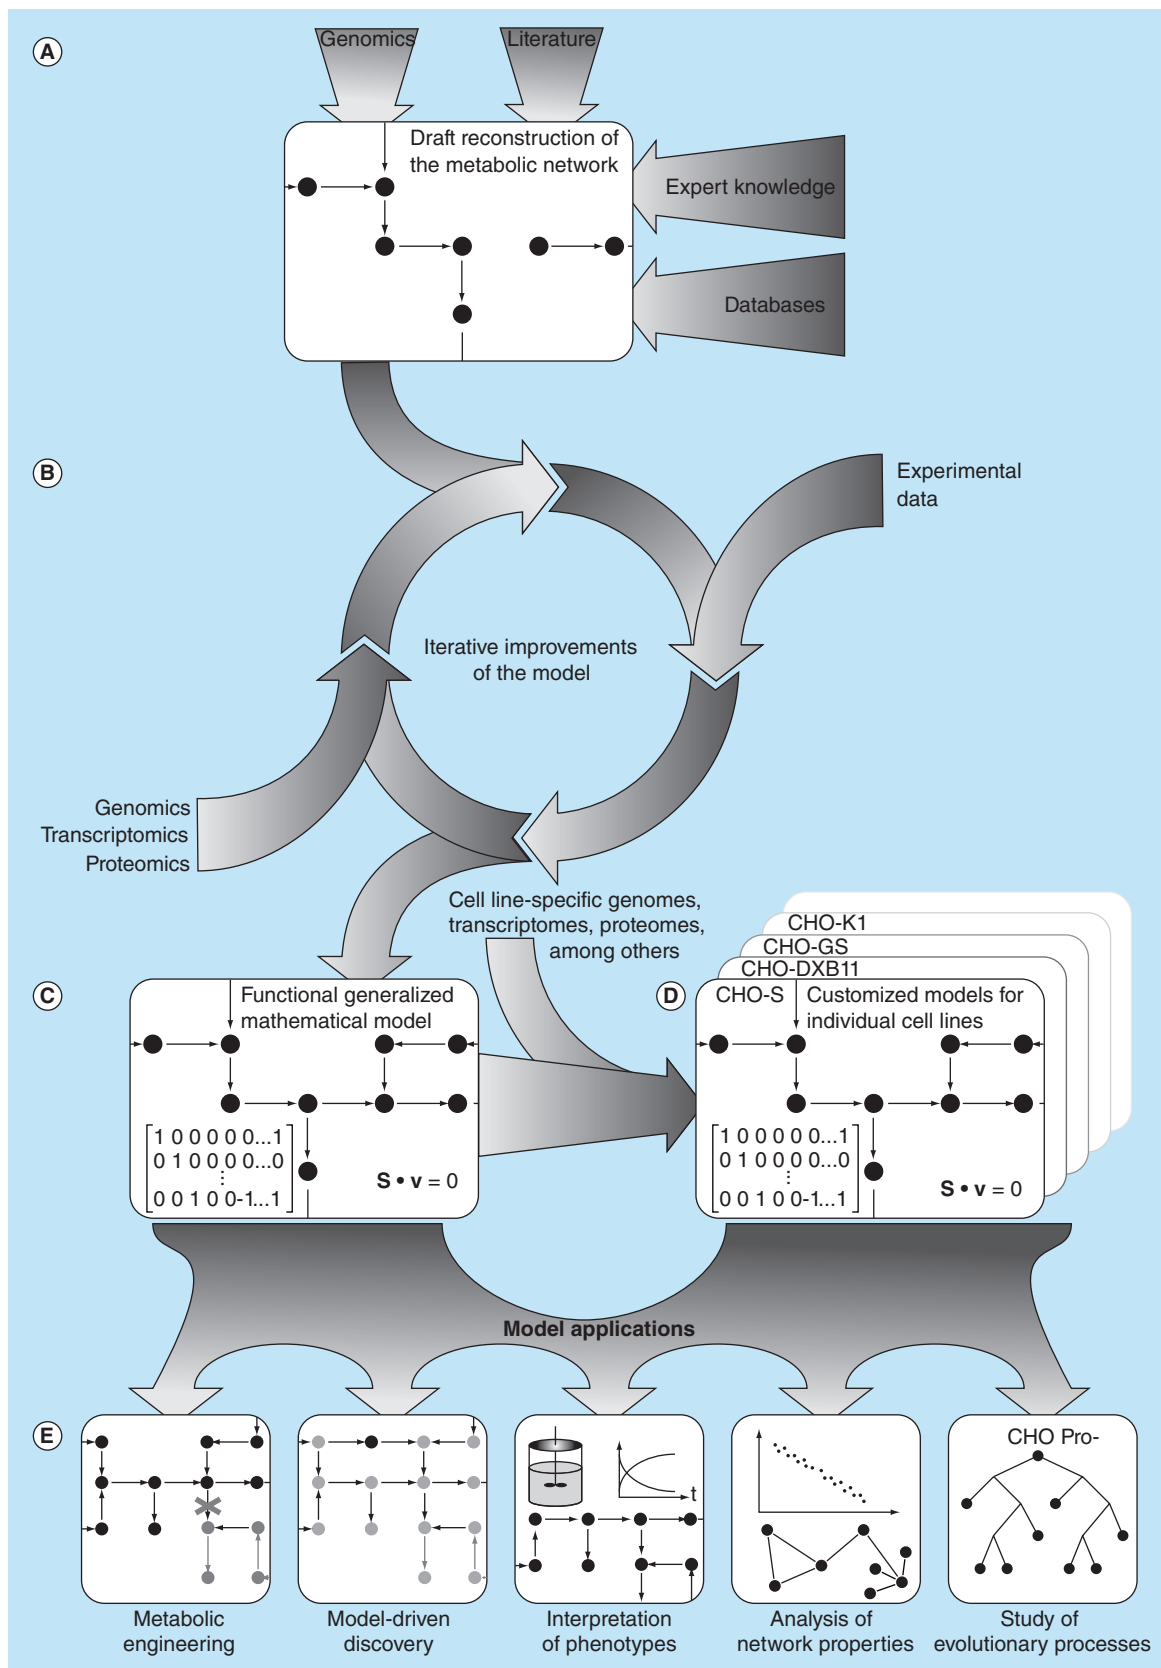 A
Genomics
Literature
Draft reconstruction of
the metabolic network
Expert knowledge
Databases
B
Experimental
data
Iterative improvements
of the model
Genomics
Transcriptomics
Proteomics
Cell line-specific genomes,
transcriptomes, proteomes,
among others
C
Functional generalized
mathematical model
1 0 0 0 0 0...1
0 1 0 0 0 0...0
⋮
0 0 1 0 0-1...1
S • v = 0
D
CHO-K1
CHO-GS
CHO-DXB11
CHO-S
Customized models for
individual cell lines
1 0 0 0 0 0...1
0 1 0 0 0 0...0
⋮
0 0 1 0 0-1...1
S • v = 0
Model applications
E
t
CHO Pro-
Metabolic
engineering
Model-driven
discovery
Interpretation
of phenotypes
Analysis of
network properties
Study of
evolutionary processes